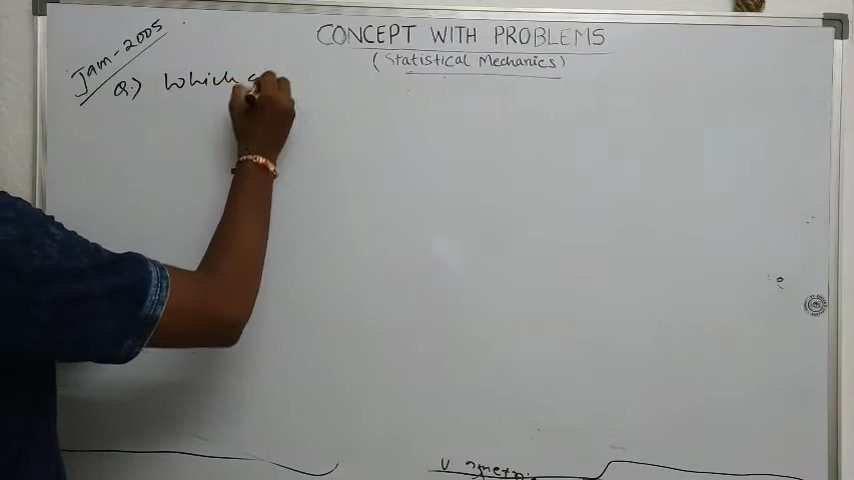 CONCEPT WITH PROBLEMS
(Statistical Mechanics)
Jam-2005
Q:) Which